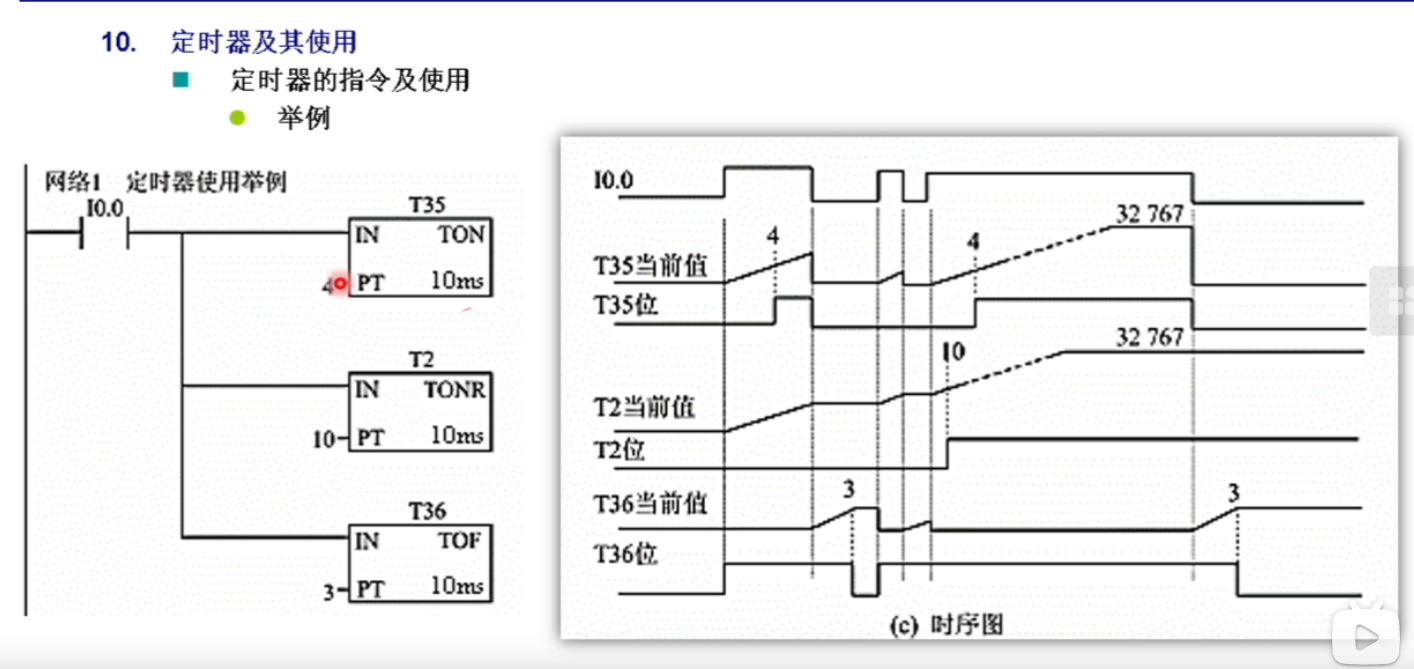 10. 定时器及其使用
定时器的指令及使用
举例
网络1 定时器使用举例
I0.0
T35
IN TON
4 PT 10ms
T2
IN TONR
10 PT 10ms
T36
IN TOF
3 PT 10ms
I0.0
32 767
4 4
T35当前值
T35位
32 767
10
T2当前值
T2位
3 3
T36当前值
T36位
(c) 时序图